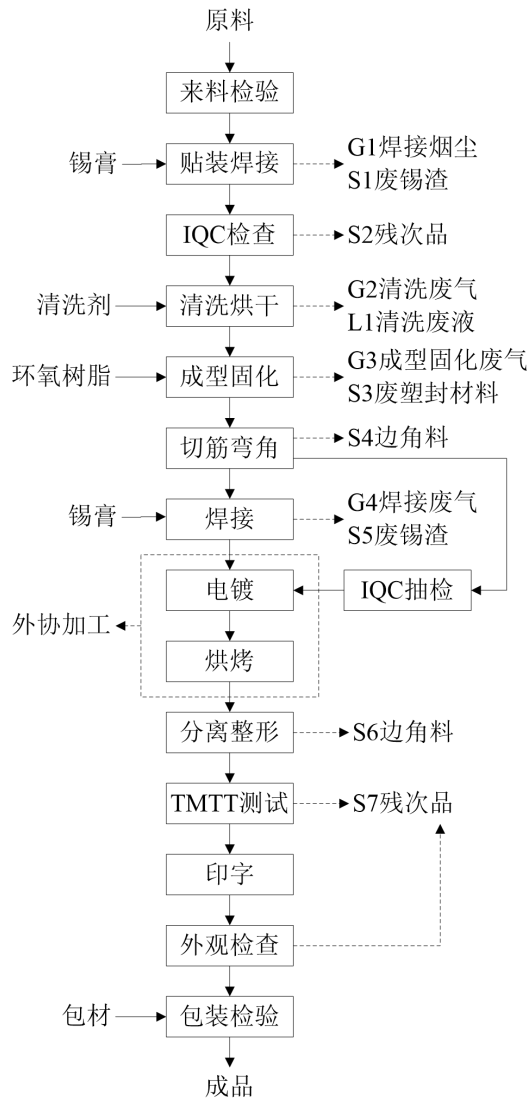 原料
来料检验
锡膏
贴装焊接
G1焊接烟尘
S1废锡渣
IQC检查
S2残次品
清洗剂
清洗烘干
G2清洗废气
L1清洗废液
环氧树脂
成型固化
G3成型固化废气
S3废塑封材料
切筋弯角
S4边角料
锡膏
焊接
G4焊接废气
S5废锡渣
电镀
IQC抽检
外协加工
烘烤
分离整形
S6边角料
TMTT测试
S7残次品
印字
外观检查
包材
包装检验
成品